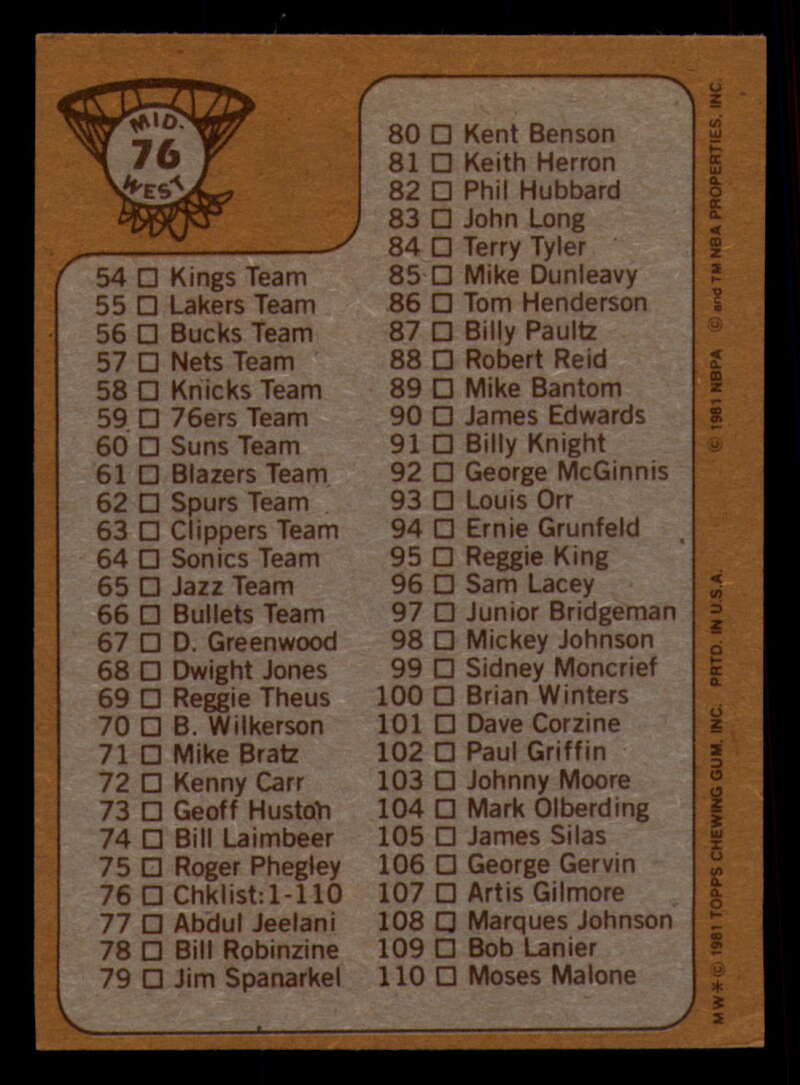 MID.
76
WEST
54 □ Kings Team
55 □ Lakers Team
56 □ Bucks Team
57 □ Nets Team
58 □ Knicks Team
59 □ 76ers Team
60 □ Suns Team
61 □ Blazers Team
62 □ Spurs Team
63 □ Clippers Team
64 □ Sonics Team
65 □ Jazz Team
66 □ Bullets Team
67 □ D. Greenwood
68 □ Dwight Jones
69 □ Reggie Theus
70 □ B. Wilkerson
71 □ Mike Bratz
72 □ Kenny Carr
73 □ Geoff Huston
74 □ Bill Laimbeer
75 □ Roger Phegley
76 □ Chklist:1-110
77 □ Abdul Jeelani
78 □ Bill Robinzine
79 □ Jim Spanarkel
80 □ Kent Benson
81 □ Keith Herron
82 □ Phil Hubbard
83 □ John Long
84 □ Terry Tyler
85 □ Mike Dunleavy
86 □ Tom Henderson
87 □ Billy Paultz
88 □ Robert Reid
89 □ Mike Bantom
90 □ James Edwards
91 □ Billy Knight
92 □ George McGinnis
93 □ Louis Orr
94 □ Ernie Grunfeld
95 □ Reggie King
96 □ Sam Lacey
97 □ Junior Bridgeman
98 □ Mickey Johnson
99 □ Sidney Moncrief
100 □ Brian Winters
101 □ Dave Corzine
102 □ Paul Griffin
103 □ Johnny Moore
104 □ Mark Olberding
105 □ James Silas
106 □ George Gervin
107 □ Artis Gilmore
108 □ Marques Johnson
109 □ Bob Lanier
110 □ Moses Malone
MW✳© 1981 TOPPS CHEWING GUM, INC. PRTD. IN U.S.A. © 1981 NBPA © and TM NBA PROPERTIES, INC.